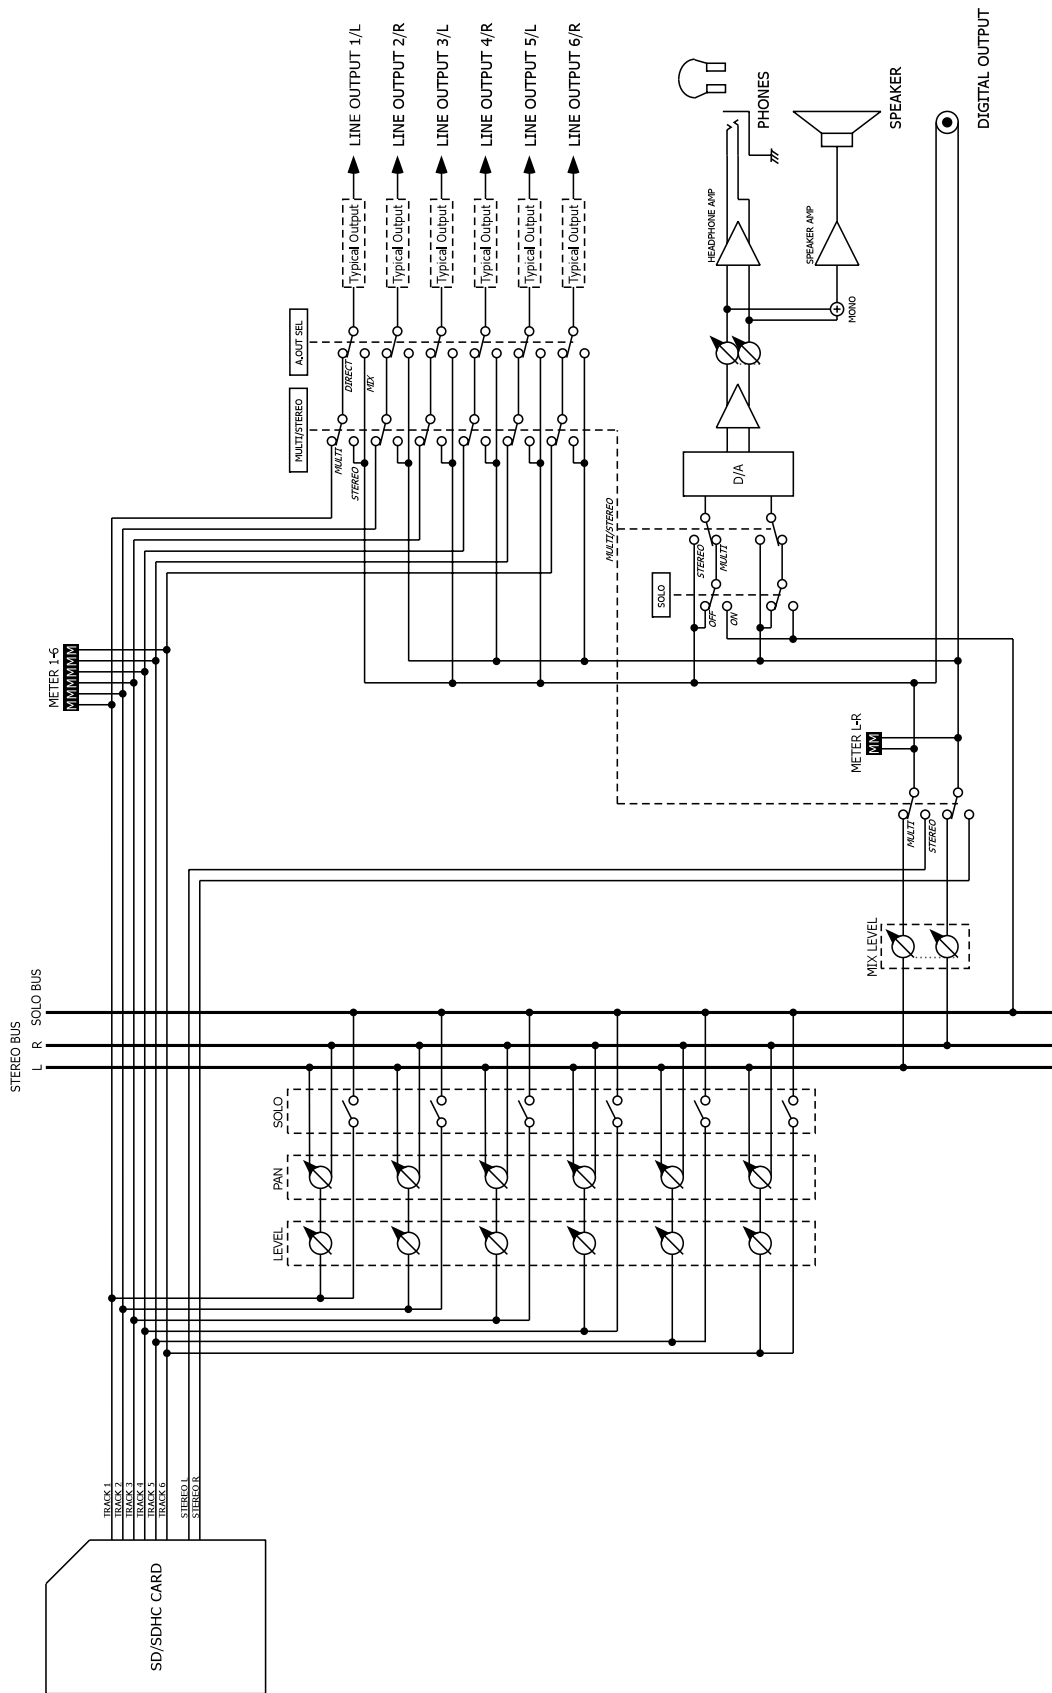 SD/SDHC CARD
TRACK 1
TRACK 2
TRACK 3
TRACK 4
TRACK 5
TRACK 6
STEREO L
STEREO R
STEREO BUS
L
R
SOLO BUS
LEVEL
PAN
SOLO
METER 1-6
MMMMMM
MIX LEVEL
MULTI
STEREO
METER L-R
MM
MULTI/STEREO
MULTI
STEREO
A.OUT SEL
DIRECT
MIX
MULTI/STEREO
SOLO
OFF
ON
STEREO
MULTI
D/A
Typical Output
Typical Output
Typical Output
Typical Output
Typical Output
Typical Output
LINE OUTPUT 1/L
LINE OUTPUT 2/R
LINE OUTPUT 3/L
LINE OUTPUT 4/R
LINE OUTPUT 5/L
LINE OUTPUT 6/R
HEADPHONE AMP
PHONES
MONO
SPEAKER AMP
SPEAKER
DIGITAL OUTPUT